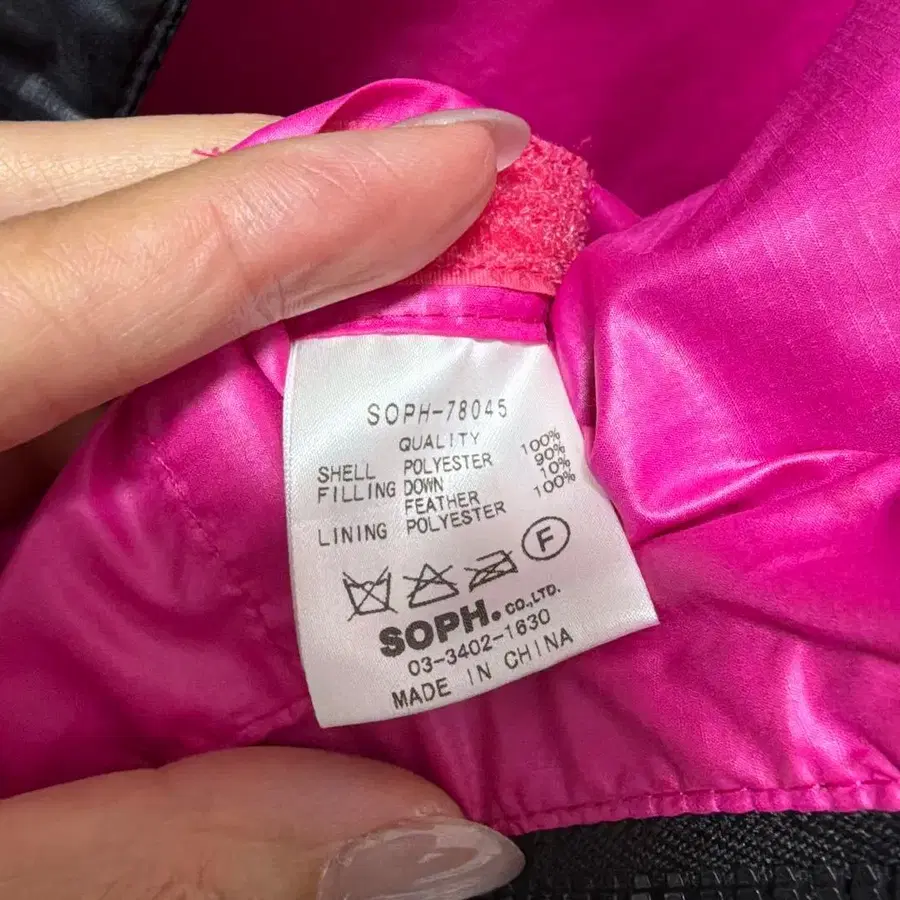 SOPH-78045
QUALITY
SHELL POLYESTER 100%
FILLING DOWN 90%
FEATHER 10%
LINING POLYESTER 100%
F
SOPH. CO.,LTD.
03-3402-1630
MADE IN CHINA